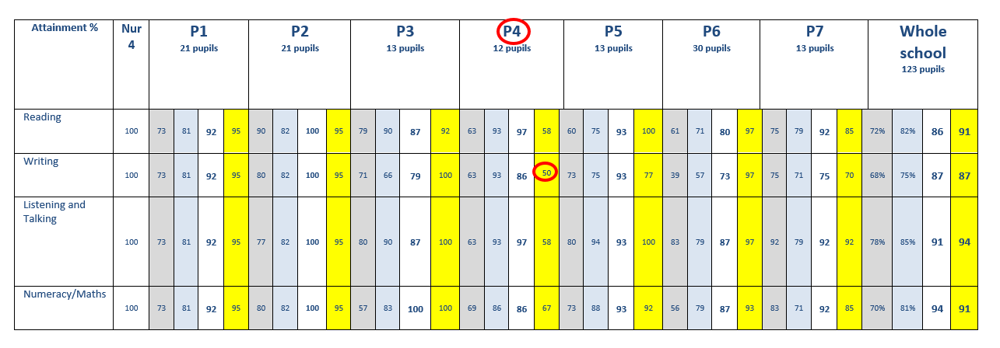 Attainment % Nur 4 P1 P2 P3 P4 P5 P6 P7 Whole school
21 pupils 21 pupils 13 pupils 12 pupils 13 pupils 30 pupils 13 pupils 123 pupils
Reading 100 73 81 92 95 90 82 100 95 79 90 87 92 63 93 97 58 60 75 93 100 61 71 80 97 75 79 92 85 72% 82% 86 91
Writing 100 73 81 92 95 80 82 100 95 71 66 79 100 63 93 86 50 73 75 93 77 39 57 73 97 75 71 75 70 68% 75% 87 87
Listening and
Talking 100 73 81 92 95 77 82 100 95 80 90 87 100 63 93 97 58 80 94 93 100 83 79 87 97 92 79 92 92 78% 85% 91 94
Numeracy/Maths 100 73 81 92 95 80 82 100 95 57 83 100 100 69 86 86 67 73 88 93 92 56 79 87 93 83 71 92 85 70% 81% 94 91